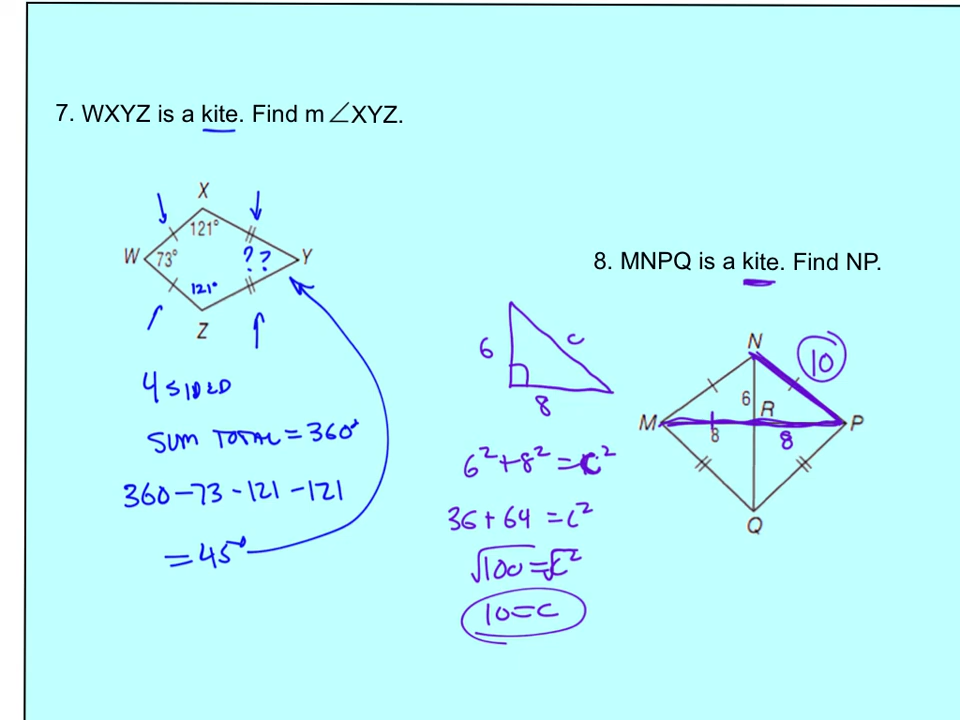 7. WXYZ is a kite. Find m∠XYZ.
X
121°
W
73°
??
Y
121°
Z
4 SIDED
SUM TOTAL = 360°
360-73-121-121
= 45°
8. MNPQ is a kite. Find NP.
6
c
8
N
10
6
R
M
8
8
P
Q
6²+8²=c²
36+64=c²
√100=√c²
10=c